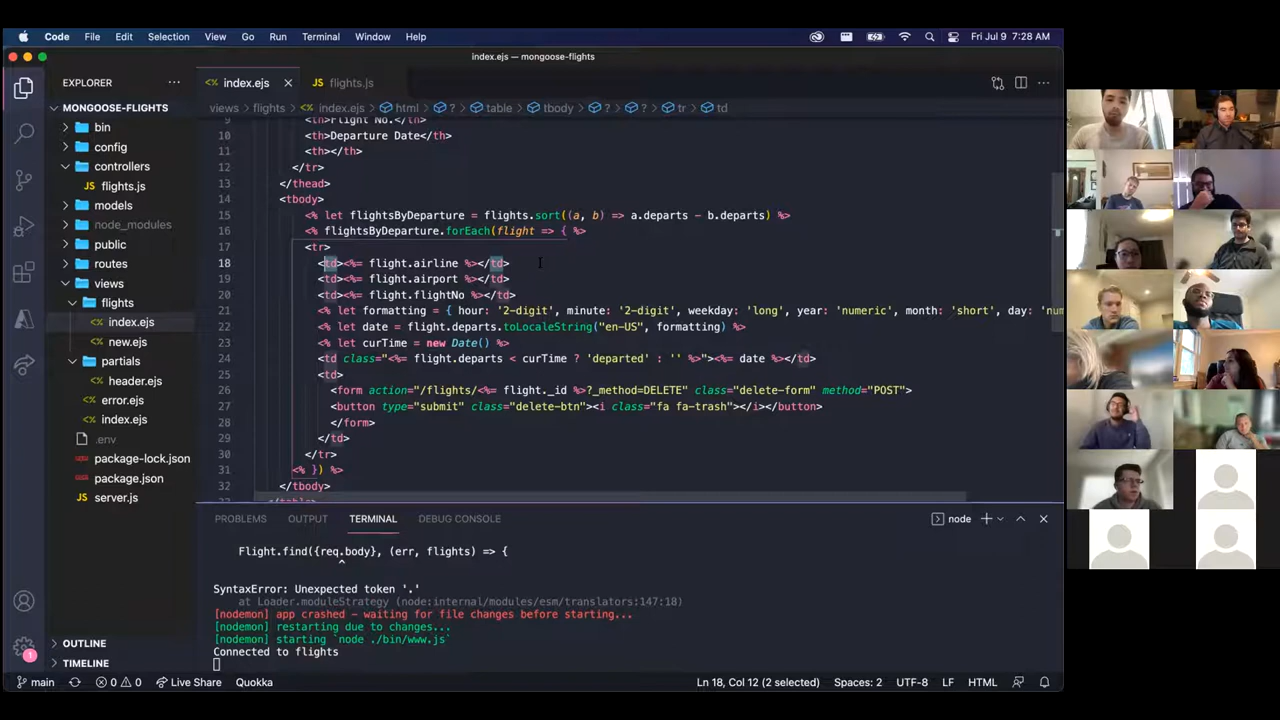 Code File Edit Selection View Go Run Terminal Window Help Fri Jul 9 7:28 AM
index.ejs — mongoose-flights
EXPLORER
index.ejs
JS flights.js
MONGOOSE-FLIGHTS
bin
config
controllers
flights.js
models
node_modules
public
routes
views
flights
index.ejs
new.ejs
partials
header.ejs
error.ejs
index.ejs
.env
package-lock.json
package.json
server.js
OUTLINE
TIMELINE
views > flights > index.ejs > html > ? > table > tbody > ? > ? > tr > td
9 <th>Flight No.</th>
10 <th>Departure Date</th>
11 <th></th>
12 </tr>
13 </thead>
14 <tbody>
15 <% let flightsByDeparture = flights.sort((a, b) => a.departs - b.departs) %>
16 <% flightsByDeparture.forEach(flight => { %>
17 <tr>
18 <td><%= flight.airline %></td>
19 <td><%= flight.airport %></td>
20 <td><%= flight.flightNo %></td>
21 <% let formatting = { hour: '2-digit', minute: '2-digit', weekday: 'long', year: 'numeric', month: 'short', day: 'num
22 <% let date = flight.departs.toLocaleString("en-US", formatting) %>
23 <% let curTime = new Date() %>
24 <td class="<%= flight.departs < curTime ? 'departed' : '' %>"><%= date %></td>
25 <td>
26 <form action="/flights/<%= flight._id %>?_method=DELETE" class="delete-form" method="POST">
27 <button type="submit" class="delete-btn"><i class="fa fa-trash"></i></button>
28 </form>
29 </td>
30 </tr>
31 <% }) %>
32 </tbody>
PROBLEMS OUTPUT TERMINAL DEBUG CONSOLE node
Flight.find({req.body}, (err, flights) => {
^
SyntaxError: Unexpected token '.'
at Loader.moduleStrategy (node:internal/modules/esm/translators:147:18)
[nodemon] app crashed - waiting for file changes before starting...
[nodemon] restarting due to changes...
[nodemon] starting `node ./bin/www.js`
Connected to flights
main 0 0 Live Share Quokka Ln 18, Col 12 (2 selected) Spaces: 2 UTF-8 LF HTML